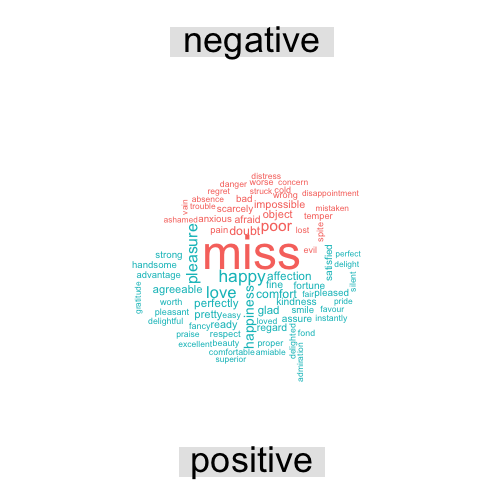 negative
distress
danger worse concern
regret struck cold disappointment
absence bad wrong
vain trouble scarcely impossible mistaken
ashamed anxious afraid object temper
pain doubt poor lost spite
miss evil
pleasure satisfied
strong perfect
handsome happy affection delight
advantage fine fortune silent
gratitude agreeable love comfort fair pleased
worth perfectly happiness kindness pride
pleasant pretty easy glad smile favour
delightful loved assure instantly
fancy ready regard
praise respect delighted fond
excellent beauty proper
comfortable amiable admiration
superior
positive